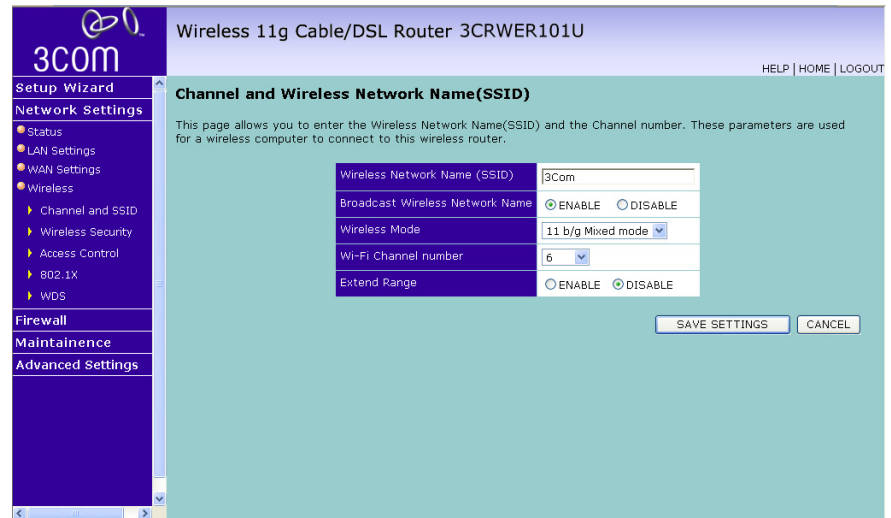 3COM
Wireless 11g Cable/DSL Router 3CRWER101U
HELP | HOME | LOGOUT
Setup Wizard
Network Settings
Status
LAN Settings
WAN Settings
Wireless
Channel and SSID
Wireless Security
Access Control
802.1X
WDS
Firewall
Maintainence
Advanced Settings
Channel and Wireless Network Name(SSID)
This page allows you to enter the Wireless Network Name(SSID) and the Channel number. These parameters are used
for a wireless computer to connect to this wireless router.
Wireless Network Name (SSID) 3Com
Broadcast Wireless Network Name ENABLE DISABLE
Wireless Mode 11 b/g Mixed mode
Wi-Fi Channel number 6
Extend Range ENABLE DISABLE
SAVE SETTINGS CANCEL